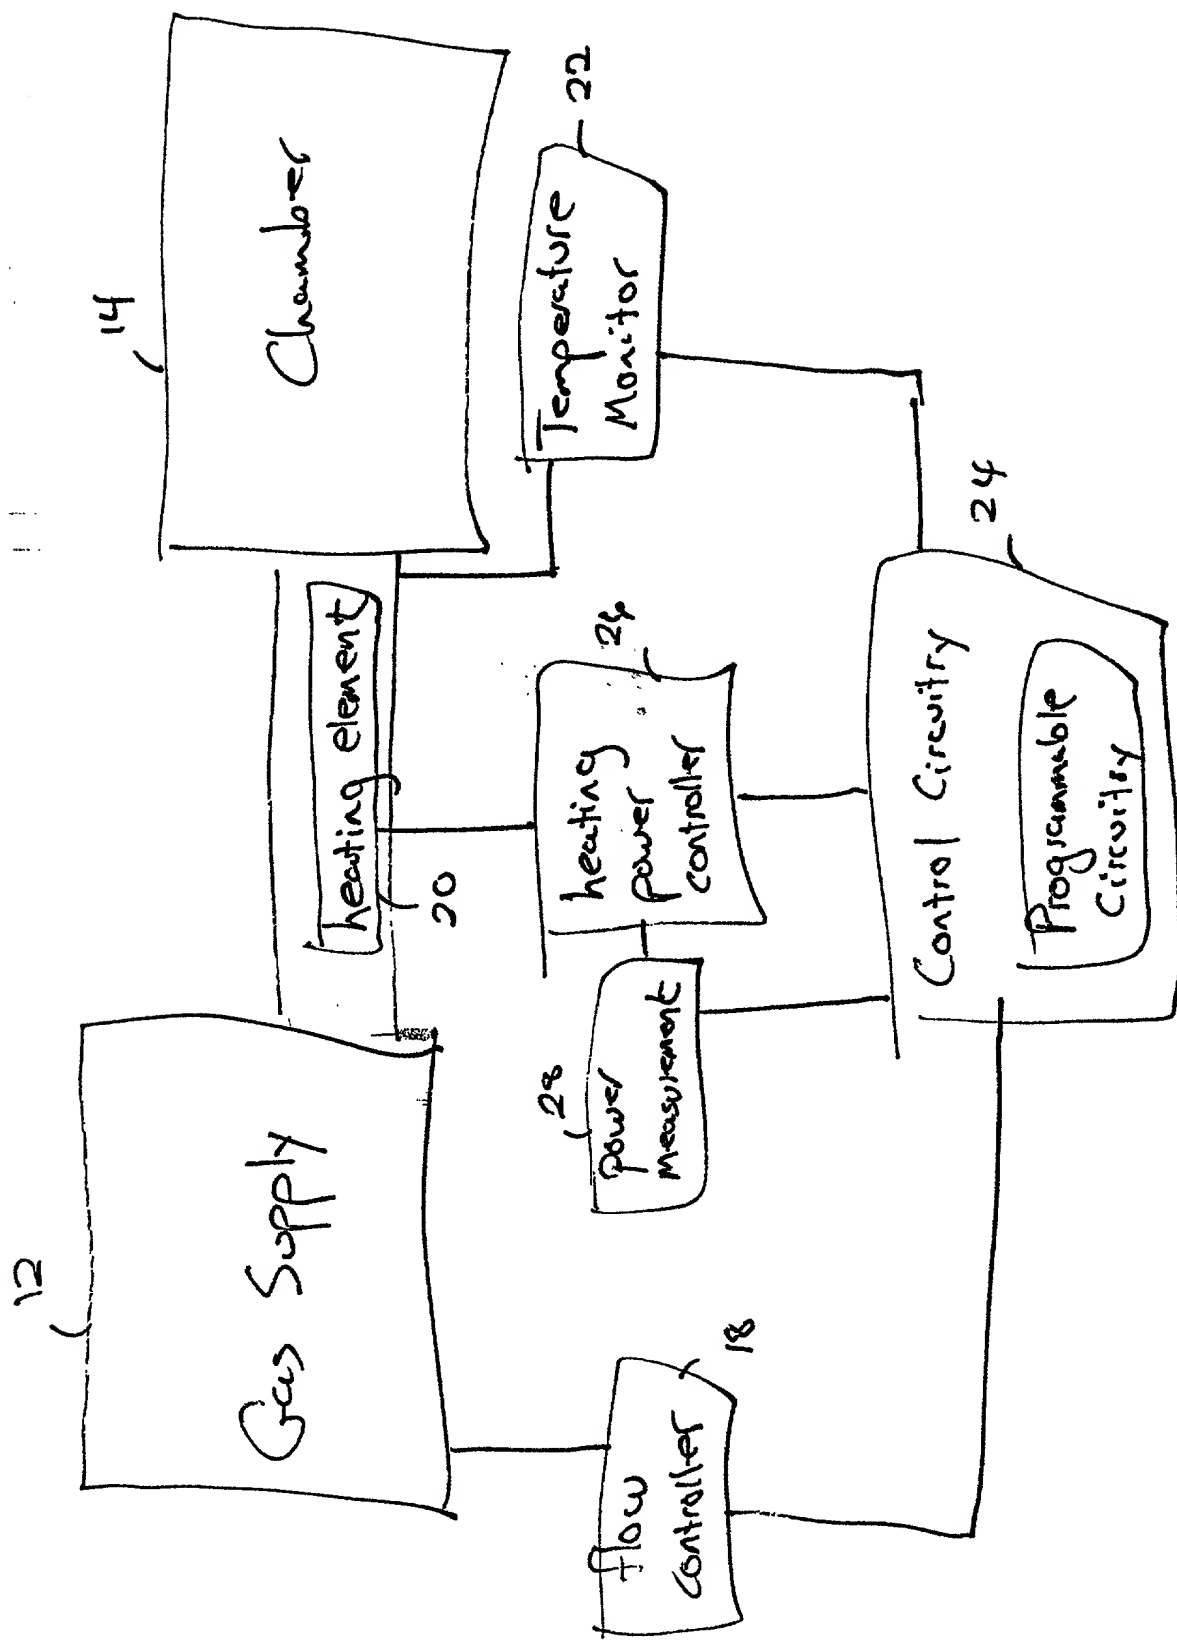 12
14
Gas Supply
Chamber
heating element
20
flow
controller
18
28
power
measurement
heating
power
controller
26
Temperature
Monitor
22
Control Circuitry
24
Programmable
Circuitry